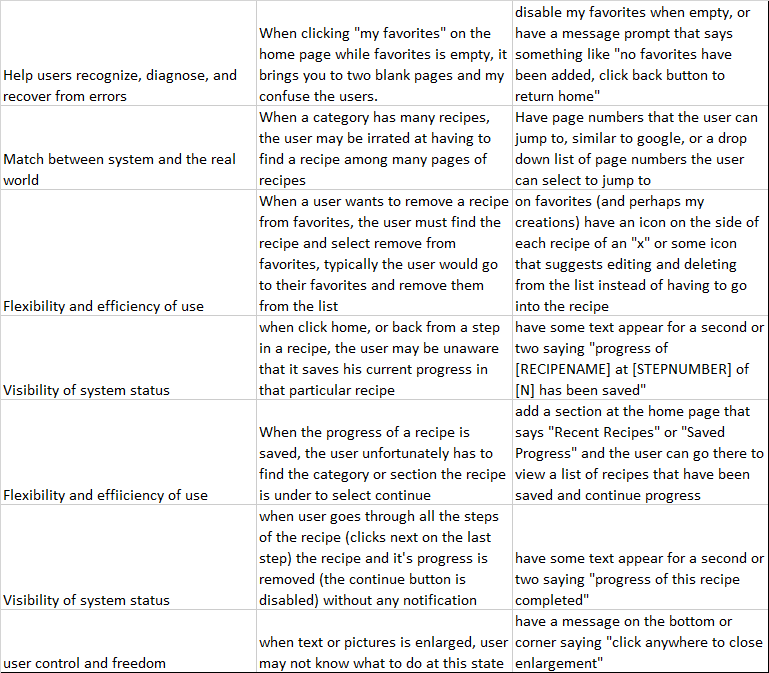 Help users recognize, diagnose, and
recover from errors
When clicking "my favorites" on the
home page while favorites is empty, it
brings you to two blank pages and my
confuse the users.
disable my favorites when empty, or
have a message prompt that says
something like "no favorites have
been added, click back button to
return home"
Match between system and the real
world
When a category has many recipes,
the user may be irrated at having to
find a recipe among many pages of
recipes
Have page numbers that the user can
jump to, similar to google, or a drop
down list of page numbers the user
can select to jump to
Flexibility and efficiency of use
When a user wants to remove a recipe
from favorites, the user must find the
recipe and select remove from
favorites, typically the user would go
to their favorites and remove them
from the list
on favorites (and perhaps my
creations) have an icon on the side of
each recipe of an "x" or some icon
that suggests editing and deleting
from the list instead of having to go
into the recipe
Visibility of system status
when click home, or back from a step
in a recipe, the user may be unaware
that it saves his current progress in
that particular recipe
have some text appear for a second or
two saying "progress of
[RECIPENAME] at [STEPNUMBER] of
[N] has been saved"
Flexibility and effiiciency of use
When the progress of a recipe is
saved, the user unfortunately has to
find the category or section the recipe
is under to select continue
add a section at the home page that
says "Recent Recipes" or "Saved
Progress" and the user can go there to
view a list of recipes that have been
saved and continue progress
Visibility of system status
when user goes through all the steps
of the recipe (clicks next on the last
step) the recipe and it's progress is
removed (the continue button is
disabled) without any notification
have some text appear for a second or
two saying "progress of this recipe
completed"
user control and freedom
when text or pictures is enlarged, user
may not know what to do at this state
have a message on the bottom or
corner saying "click anywhere to close
enlargement"